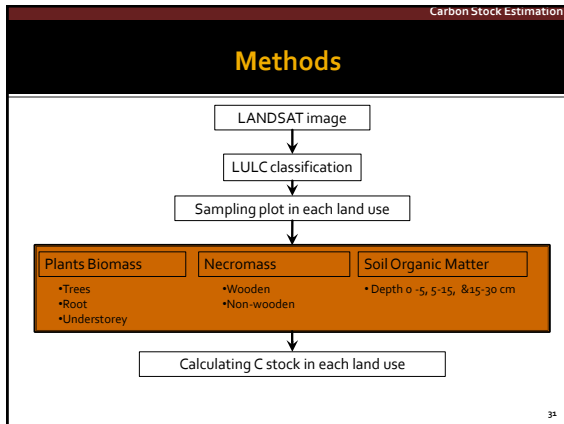 Carbon Stock Estimation
Methods
LANDSAT image
LULC classification
Sampling plot in each land use
Plants Biomass
•Trees
•Root
•Understorey
Necromass
•Wooden
•Non-wooden
Soil Organic Matter
• Depth 0 -5, 5-15, &15-30 cm
Calculating C stock in each land use
31